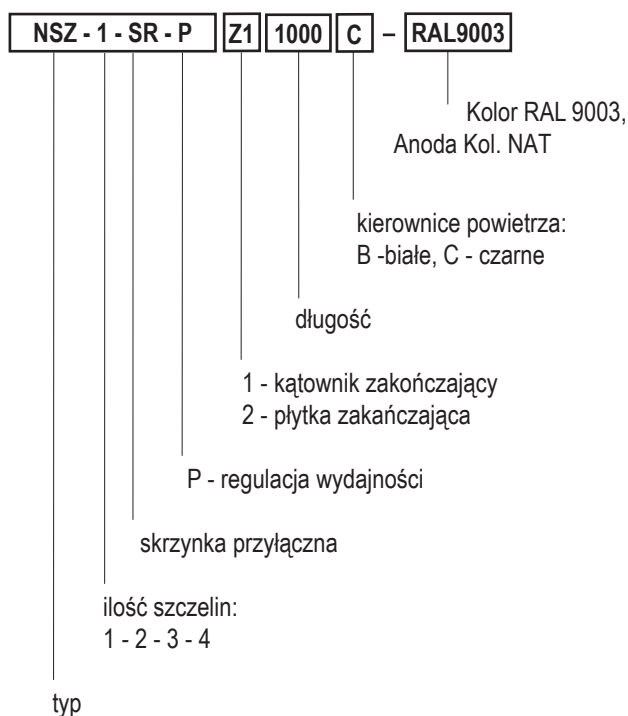 NSZ - 1 - SR - P Z1 1000 C – RAL9003
Kolor RAL 9003,
Anoda Kol. NAT
kierownice powietrza:
B -białe, C - czarne
długość
1 - kątownik zakończający
2 - płytka zakańczająca
P - regulacja wydajności
skrzynka przyłączna
ilość szczelin:
1 - 2 - 3 - 4
typ